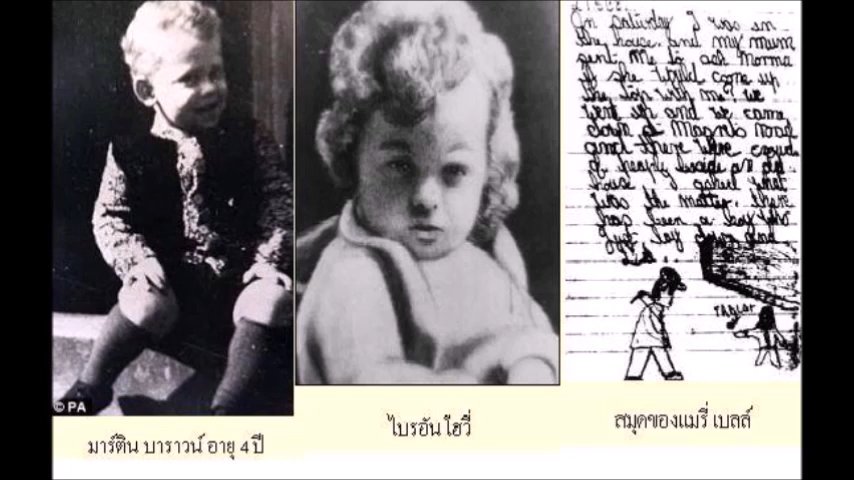 On saturday I was in
the house, and my mum
sent Me to ask Norma
if she Would come up
the top with me? we
went up and we came
down at Magrets Road
and there were crowds
of people beside an old
house. I asked what
was the matter. there
has been a boy who
Just lay down and
Died.
© PA
มาร์ติน บาราวน์ อายุ 4 ปี
ไบรอัน โฮวี่
สมุดของแมรี่ เบลล์